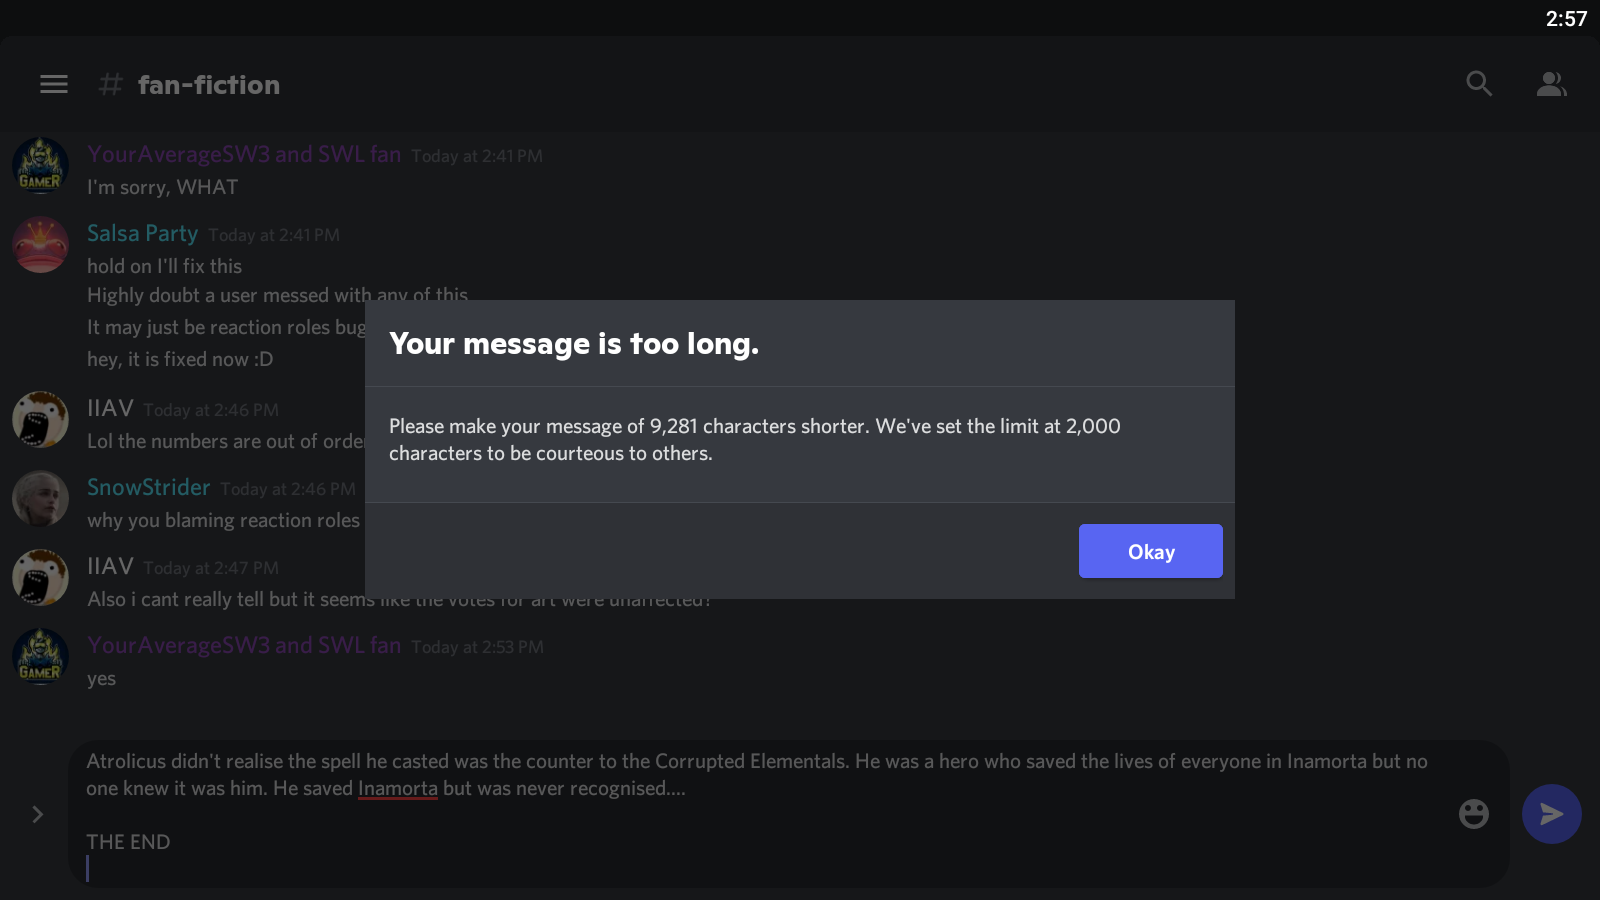 2:57
# fan-fiction
YourAverageSW3 and SWL fan Today at 2:41 PM
I'm sorry, WHAT
Salsa Party Today at 2:41 PM
hold on I'll fix this
Highly doubt a user messed with any of this
It may just be reaction roles bug
hey, it is fixed now :D
Your message is too long.
Please make your message of 9,281 characters shorter. We've set the limit at 2,000
characters to be courteous to others.
Okay
IIAV Today at 2:46 PM
Lol the numbers are out of orde
SnowStrider Today at 2:46 PM
why you blaming reaction roles
IIAV Today at 2:47 PM
Also i cant really tell but it seems like the votes for art were unaffected?
YourAverageSW3 and SWL fan Today at 2:53 PM
yes
GAMER
GAMER
Atrolicus didn't realise the spell he casted was the counter to the Corrupted Elementals. He was a hero who saved the lives of everyone in Inamorta but no
one knew it was him. He saved Inamorta but was never recognised....
THE END